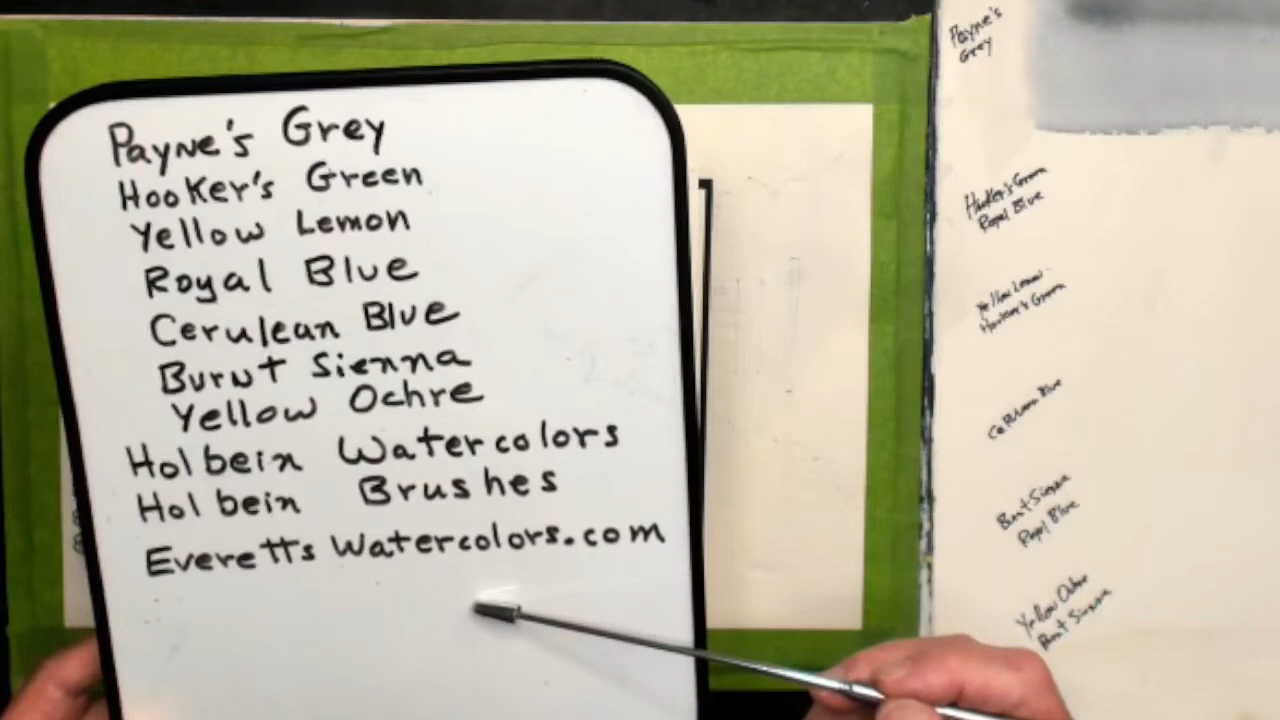 Payne's Grey
Hooker's Green
Yellow Lemon
Royal Blue
Cerulean Blue
Burnt Sienna
Yellow Ochre
Holbein Watercolors
Holbein Brushes
Everetts Watercolors.com
Payne's
Grey
Hooker's Green
Royal Blue
Yellow Lemon
Hooker's Green
Cerulean Blue
Burnt Sienna
Royal Blue
Yellow Ochre
Burnt Sienna